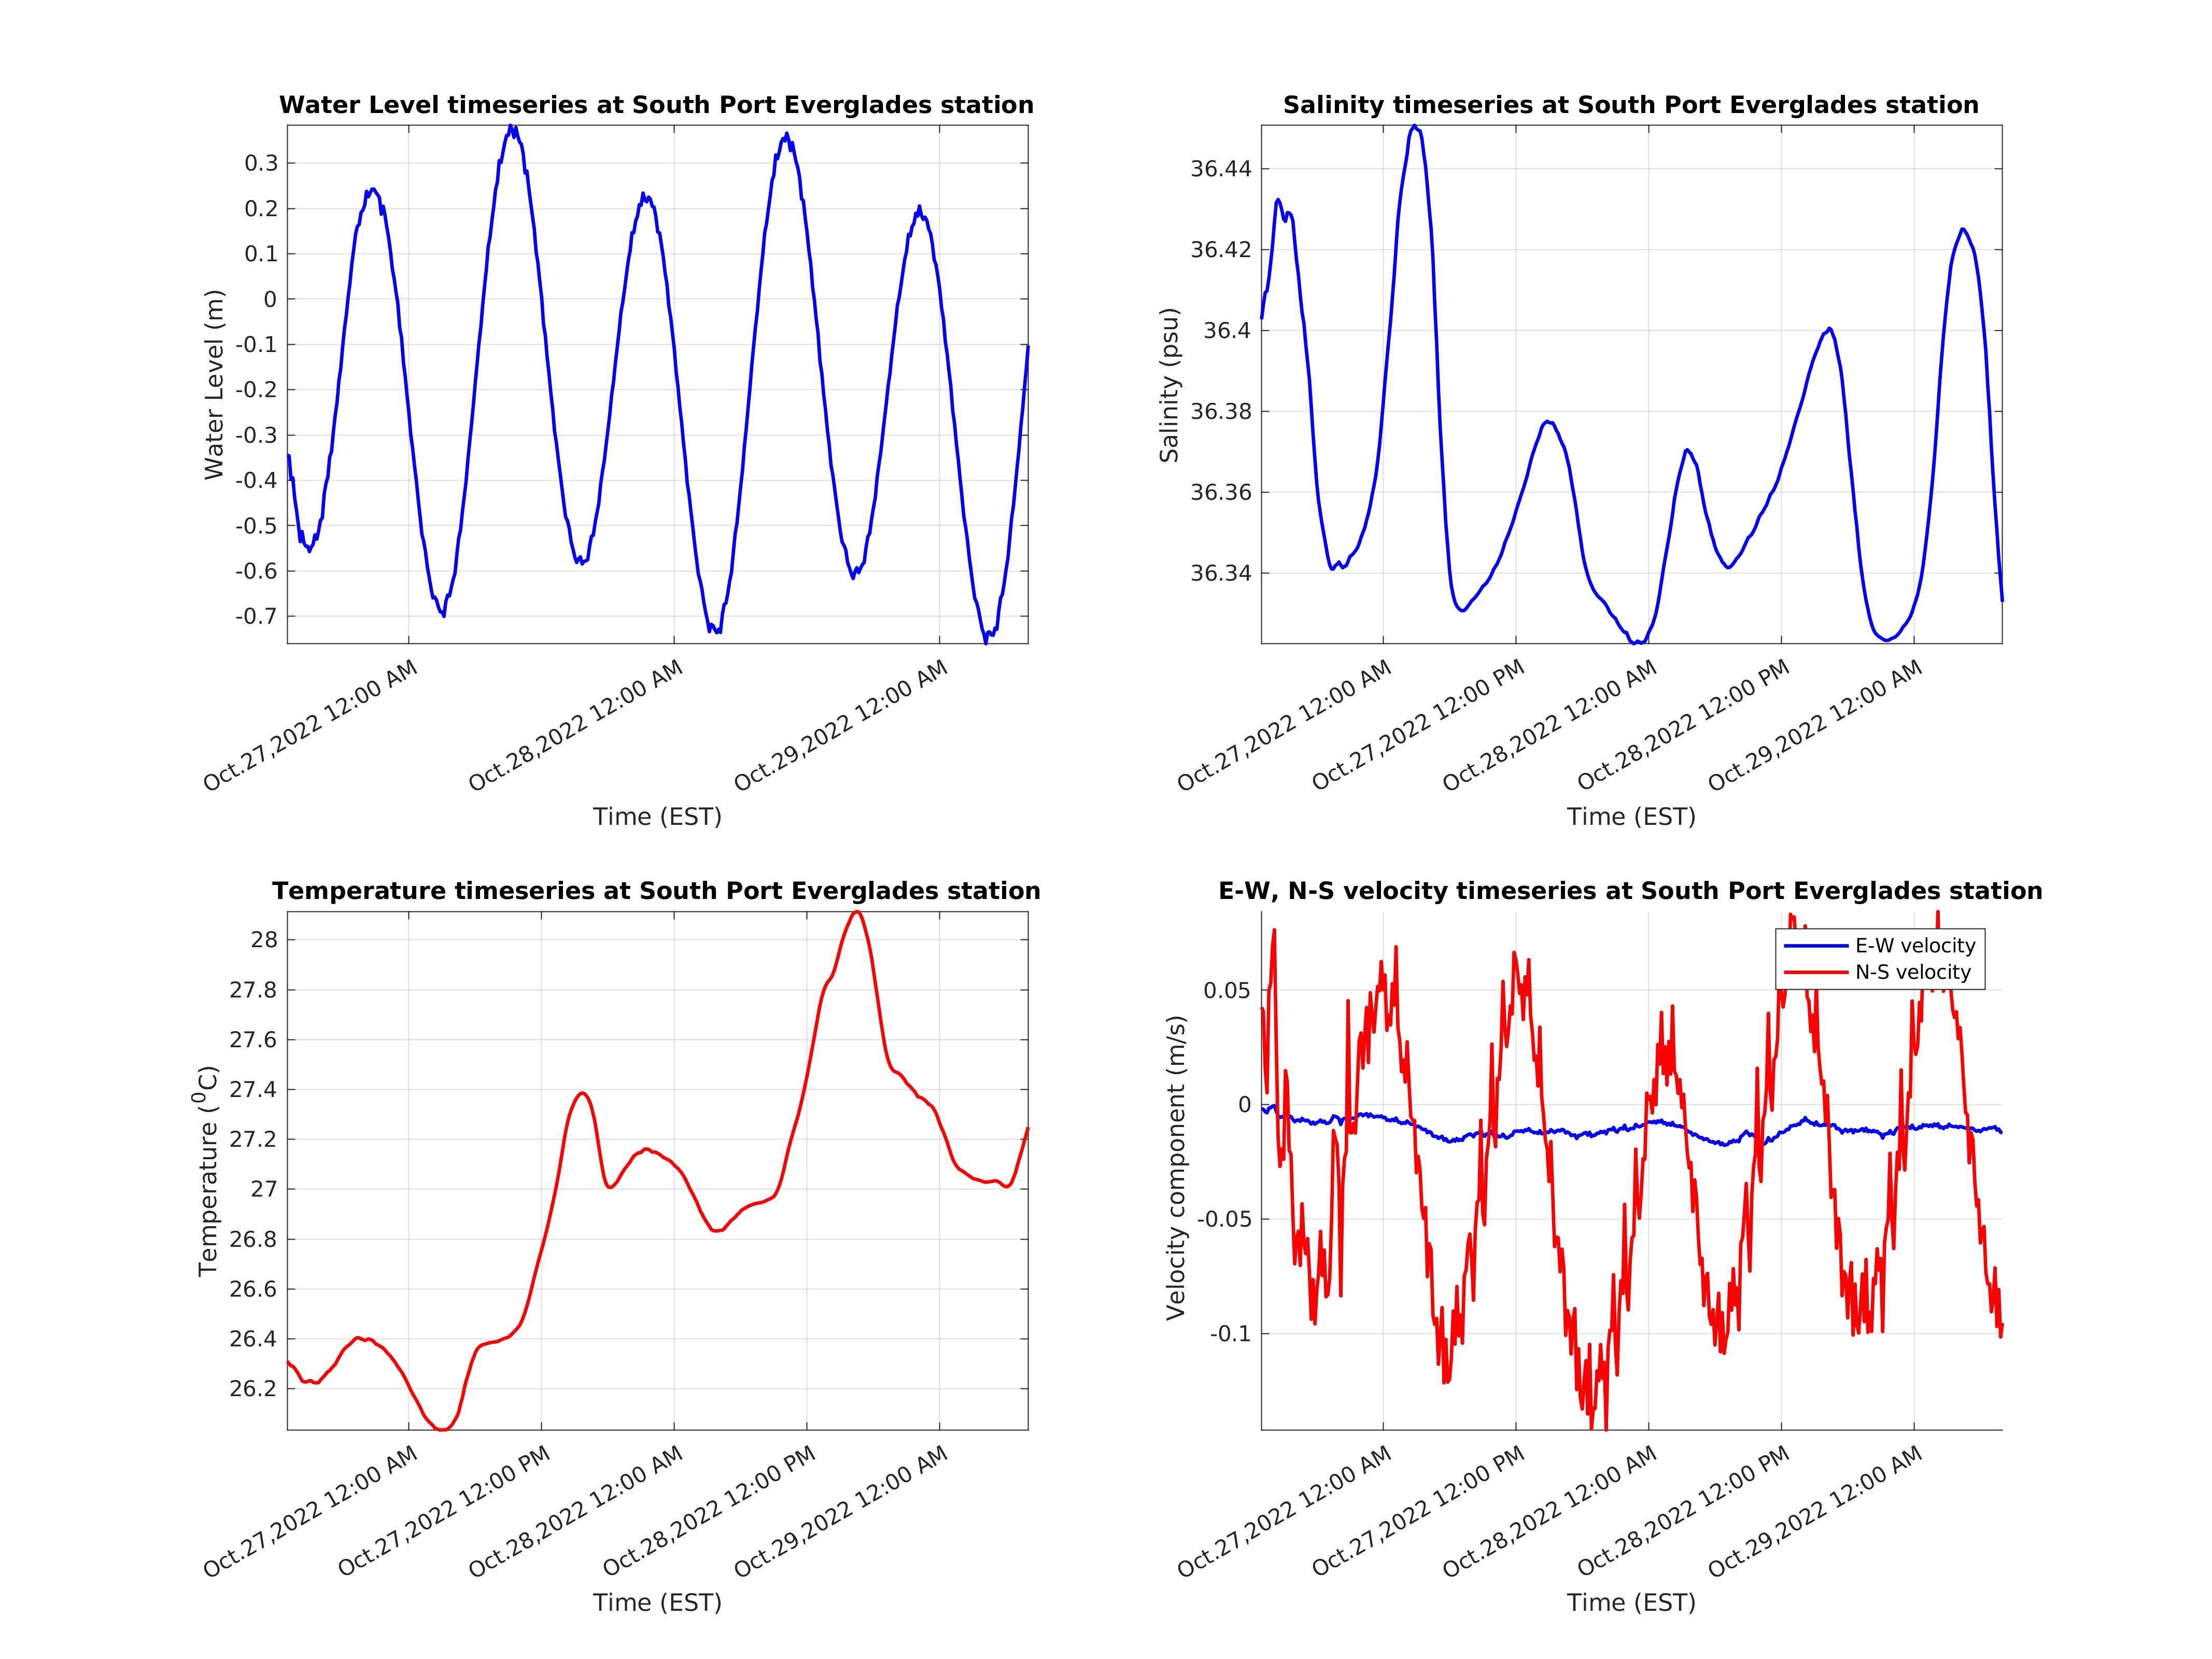 Water Level timeseries at South Port Everglades station
0.3
0.2
0.1
0
-0.1
-0.2
-0.3
-0.4
-0.5
-0.6
-0.7
Water Level (m)
Oct.27,2022 12:00 AM
Oct.28,2022 12:00 AM
Oct.29,2022 12:00 AM
Time (EST)
Salinity timeseries at South Port Everglades station
36.44
36.42
36.4
36.38
36.36
36.34
Salinity (psu)
Oct.27,2022 12:00 AM
Oct.27,2022 12:00 PM
Oct.28,2022 12:00 AM
Oct.28,2022 12:00 PM
Oct.29,2022 12:00 AM
Time (EST)
Temperature timeseries at South Port Everglades station
28
27.8
27.6
27.4
27.2
27
26.8
26.6
26.4
26.2
Temperature (⁰C)
Oct.27,2022 12:00 AM
Oct.27,2022 12:00 PM
Oct.28,2022 12:00 AM
Oct.28,2022 12:00 PM
Oct.29,2022 12:00 AM
Time (EST)
E-W, N-S velocity timeseries at South Port Everglades station
E-W velocity
N-S velocity
0.05
0
-0.05
-0.1
Velocity component (m/s)
Oct.27,2022 12:00 AM
Oct.27,2022 12:00 PM
Oct.28,2022 12:00 AM
Oct.28,2022 12:00 PM
Oct.29,2022 12:00 AM
Time (EST)